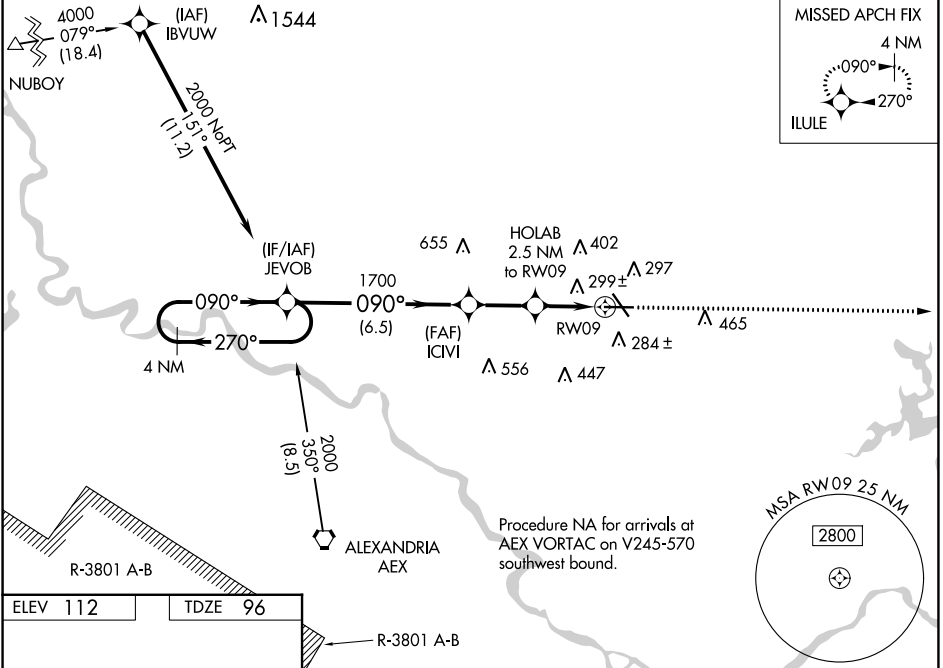 4000
079°
(18.4)
NUBOY
(IAF)
IBVUW
1544
2000 NoPT
151°
(11.2)
MISSED APCH FIX
4 NM
090°
270°
ILULE
(IF/IAF)
JEVOB
090°
270°
4 NM
1700
090°
(6.5)
655
(FAF)
ICIVI
HOLAB
2.5 NM
to RW09
402
299±
297
RW09
284 ±
465
556
447
2000
350°
(8.5)
ALEXANDRIA
AEX
Procedure NA for arrivals at
AEX VORTAC on V245-570
southwest bound.
MSA RW09 25 NM
2800
R-3801 A-B
R-3801 A-B
ELEV 112
TDZE 96